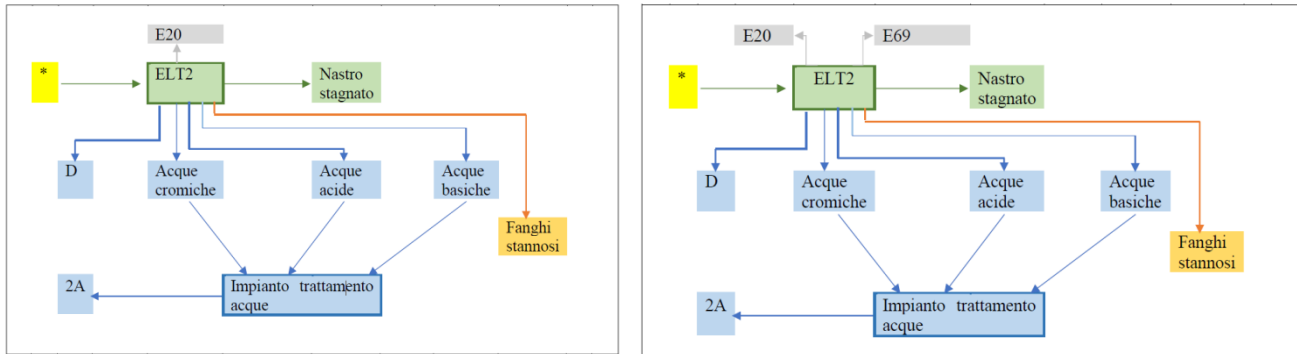 E20
*
ELT2
Nastro
stagnato
D
Acque
cromiche
Acque
acide
Acque
basiche
Fanghi
stannosi
2A
Impianto trattamento
acque
E20
E69
*
ELT2
Nastro
stagnato
D
Acque
cromiche
Acque
acide
Acque
basiche
Fanghi
stannosi
2A
Impianto trattamento
acque